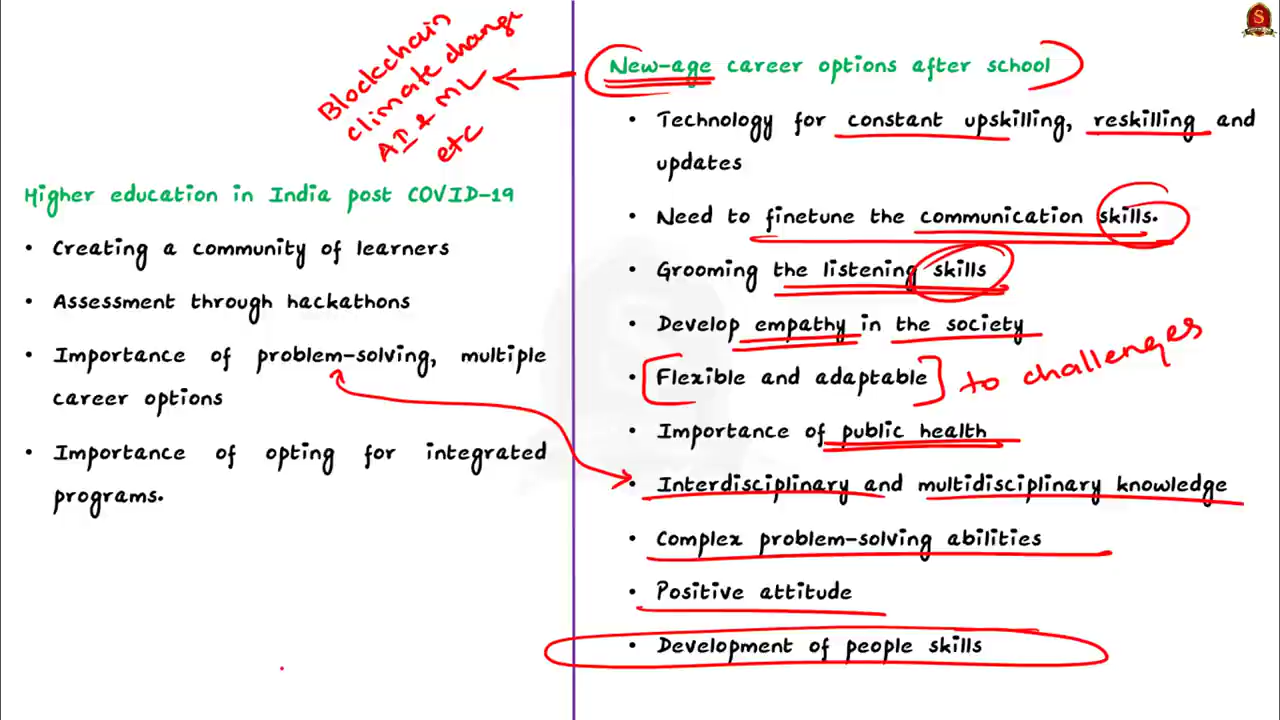 Blockchain
climate change
AI & ML
etc
Higher education in India post COVID-19
• Creating a community of learners
• Assessment through hackathons
• Importance of problem-solving, multiple
career options
• Importance of opting for integrated
programs.
New-age career options after school
• Technology for constant upskilling, reskilling and
updates
• Need to finetune the communication skills.
• Grooming the listening skills
• Develop empathy in the society
• Flexible and adaptable to challenges
• Importance of public health
• Interdisciplinary and multidisciplinary knowledge
• Complex problem-solving abilities
• Positive attitude
• Development of people skills
S